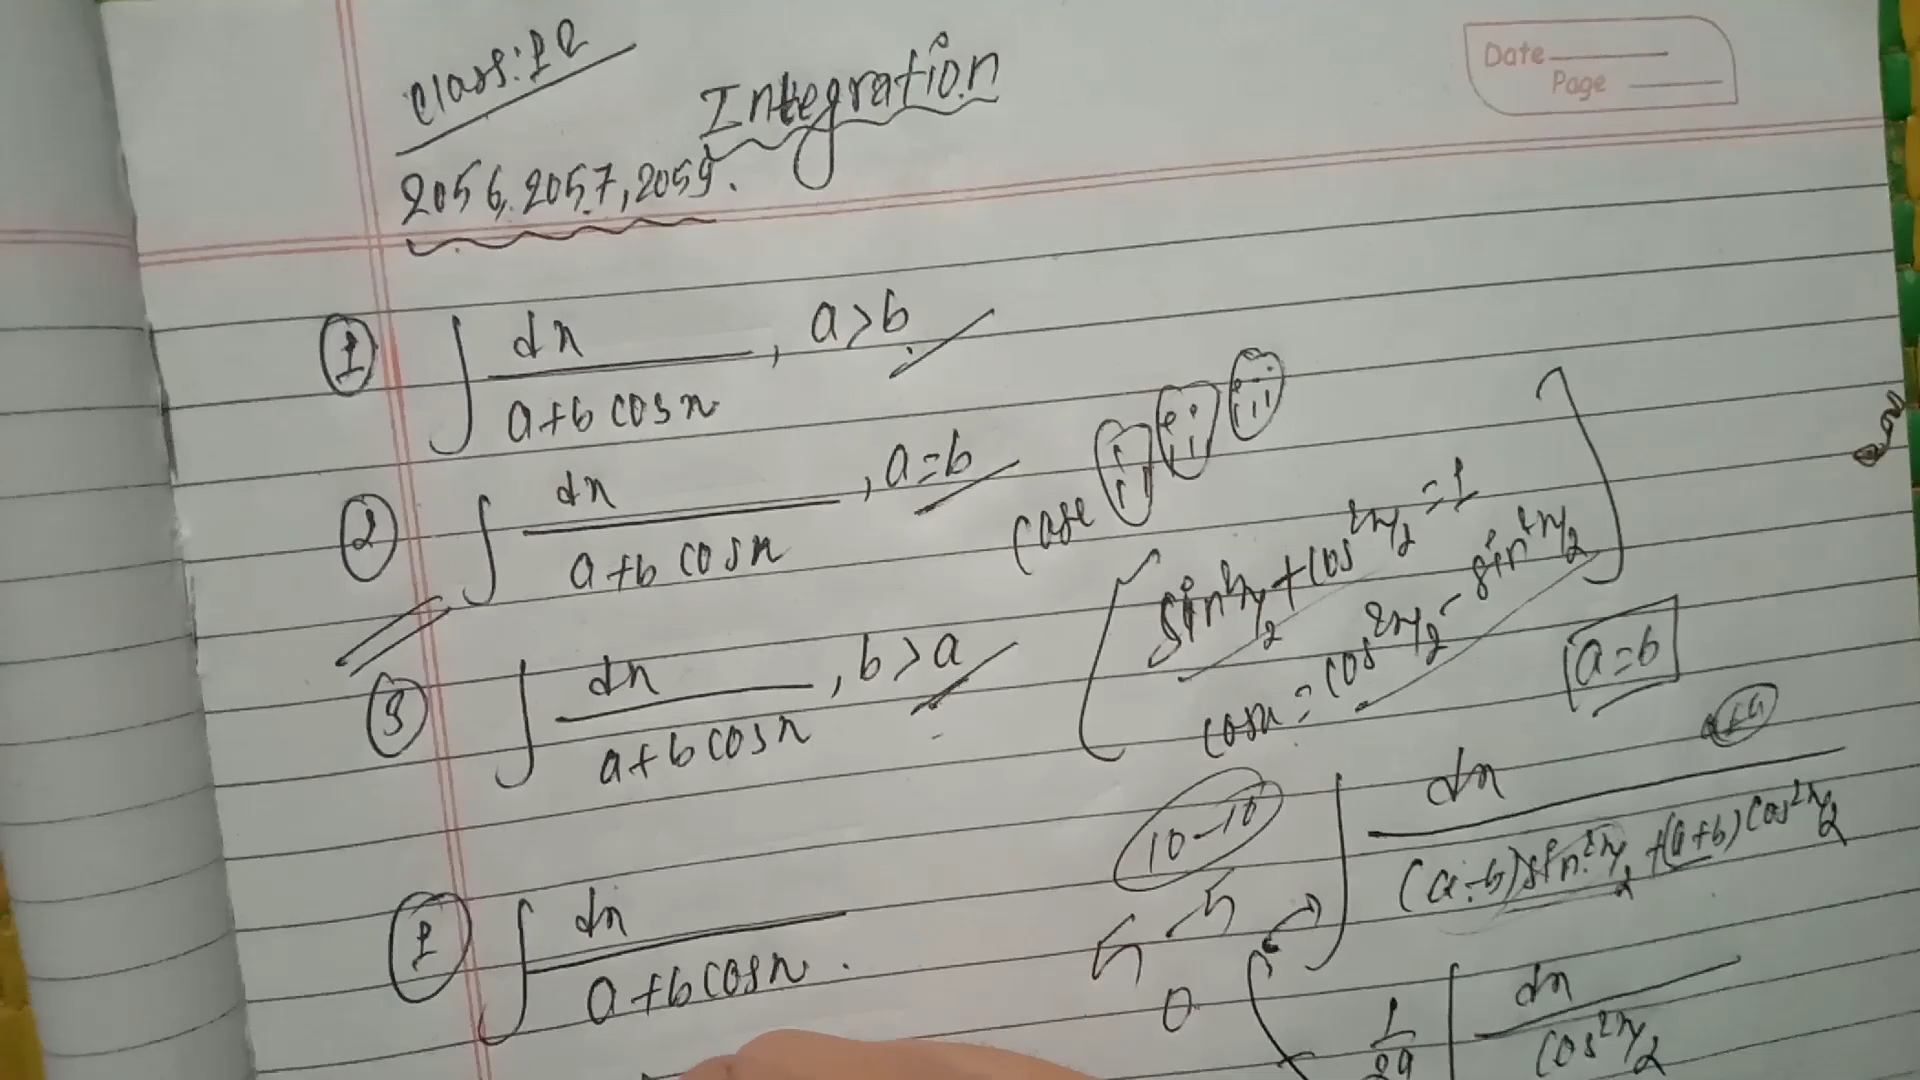 Class: 12
Integration
Date
Page
2056, 2057, 2059.
① ∫ dx / (a+b cosx), a>b
② ∫ dx / (a+b cosx), a=b
case i ii iii
③ ∫ dx / (a+b cosx), b>a
[ sin²x/2 + cos²x/2 = 1
cosx = cos²x/2 - sin²x/2 ]
a=b
10-10
∫ dx / ((a-b)sin²x/2 + (a+b)cos²x/2)
5 - 5
0
① ∫ dx / (a+b cosx) .
1/2a ∫ dx / cos²x/2